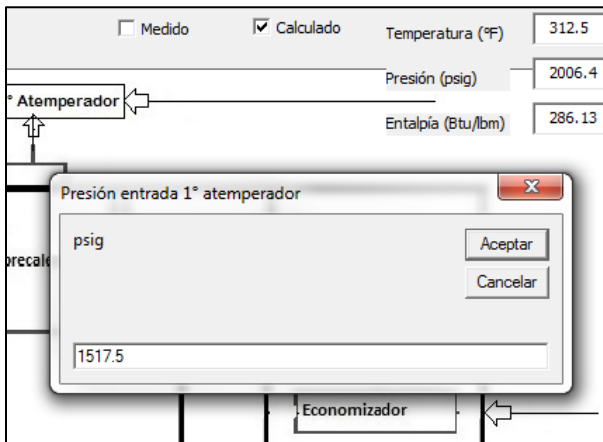 Medido
Calculado
Temperatura (ºF)
312.5
Presión (psig)
2006.4
° Atemperador
Entalpía (Btu/lbm)
286.13
Presión entrada 1° atemperador
psig
Aceptar
Cancelar
precale
1517.5
Economizador